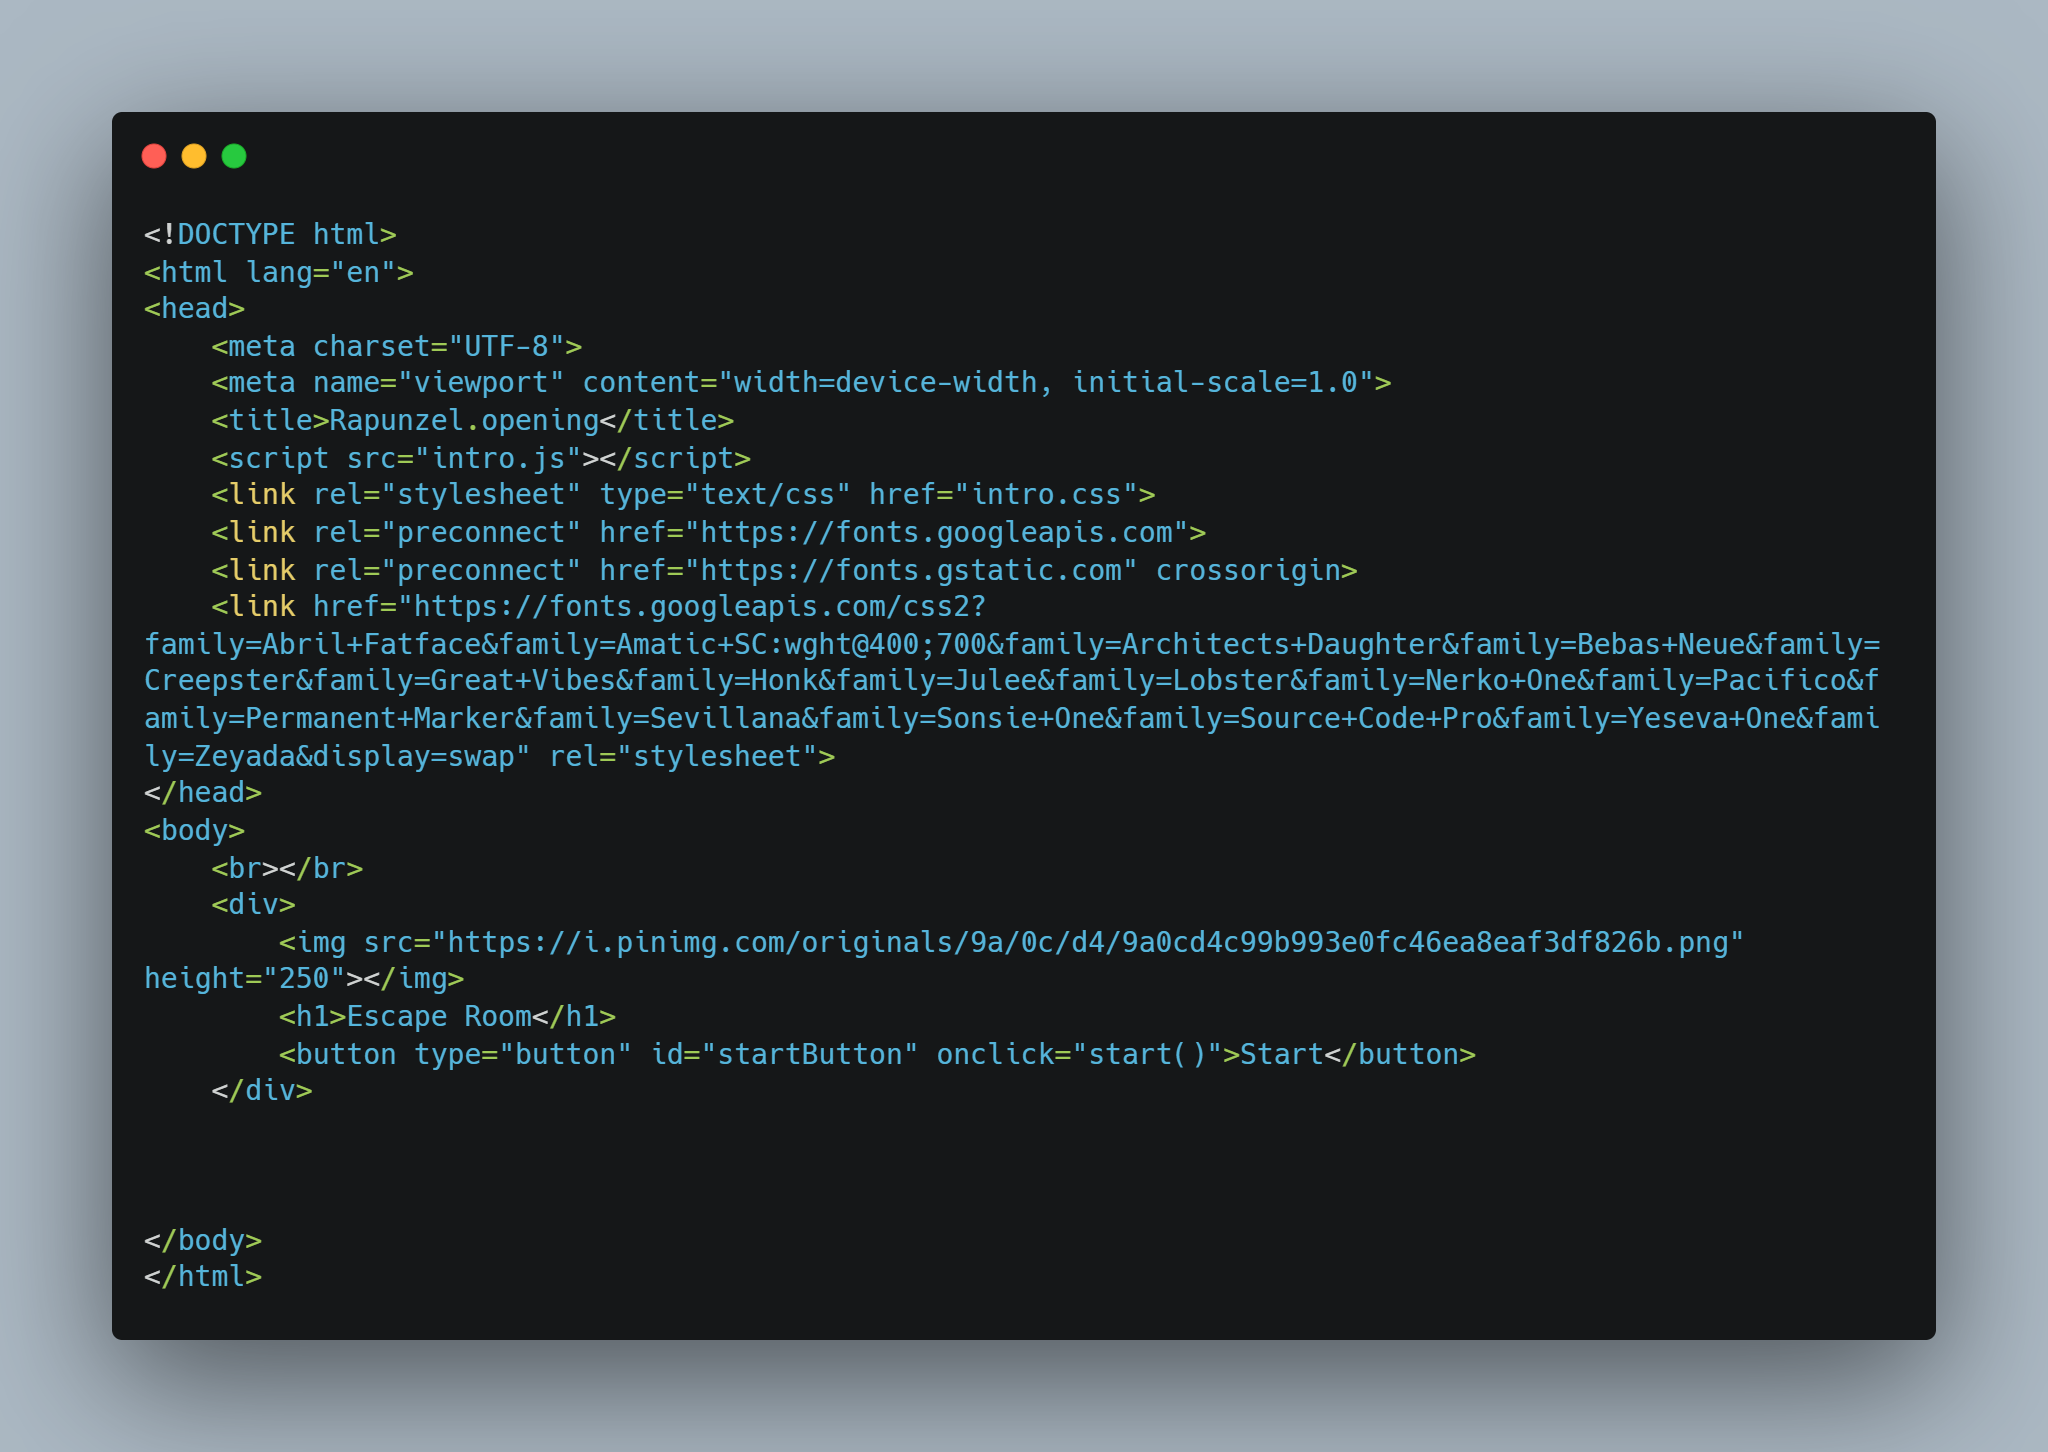 <!DOCTYPE html>
<html lang="en">
<head>
    <meta charset="UTF-8">
    <meta name="viewport" content="width=device-width, initial-scale=1.0">
    <title>Rapunzel.opening</title>
    <script src="intro.js"></script>
    <link rel="stylesheet" type="text/css" href="intro.css">
    <link rel="preconnect" href="https://fonts.googleapis.com">
    <link rel="preconnect" href="https://fonts.gstatic.com" crossorigin>
    <link href="https://fonts.googleapis.com/css2?
family=Abril+Fatface&family=Amatic+SC:wght@400;700&family=Architects+Daughter&family=Bebas+Neue&family=
Creepster&family=Great+Vibes&family=Honk&family=Julee&family=Lobster&family=Nerko+One&family=Pacifico&f
amily=Permanent+Marker&family=Sevillana&family=Sonsie+One&family=Source+Code+Pro&family=Yeseva+One&fami
ly=Zeyada&display=swap" rel="stylesheet">
</head>
<body>
    <br></br>
    <div>
        <img src="https://i.pinimg.com/originals/9a/0c/d4/9a0cd4c99b993e0fc46ea8eaf3df826b.png"
height="250"></img>
        <h1>Escape Room</h1>
        <button type="button" id="startButton" onclick="start()">Start</button>
    </div>
</body>
</html>